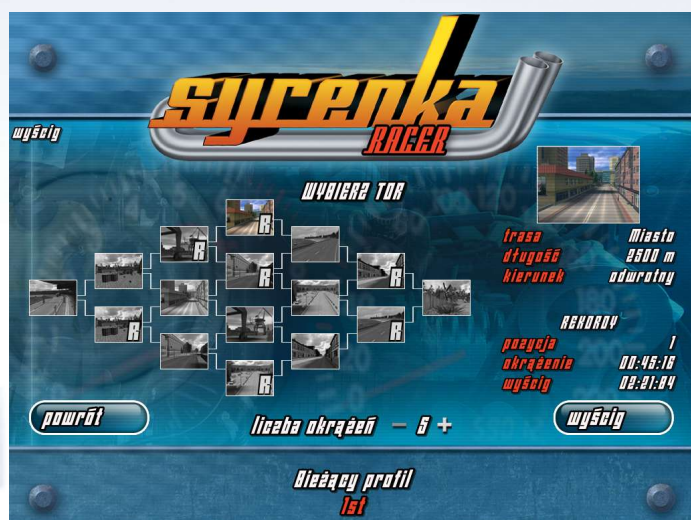 syrenka
RACER
wyścig
WYBIERZ TOR
R
R
R
R
R
R
R
trasa Miasto
długość 2500 m
kierunek odwrotny
REKORDY
pozycja 1
okrążenie 00:45:16
wyścig 02:21:84
powrót
liczba okrążeń - 5 +
wyścig
Bieżący profil
1st